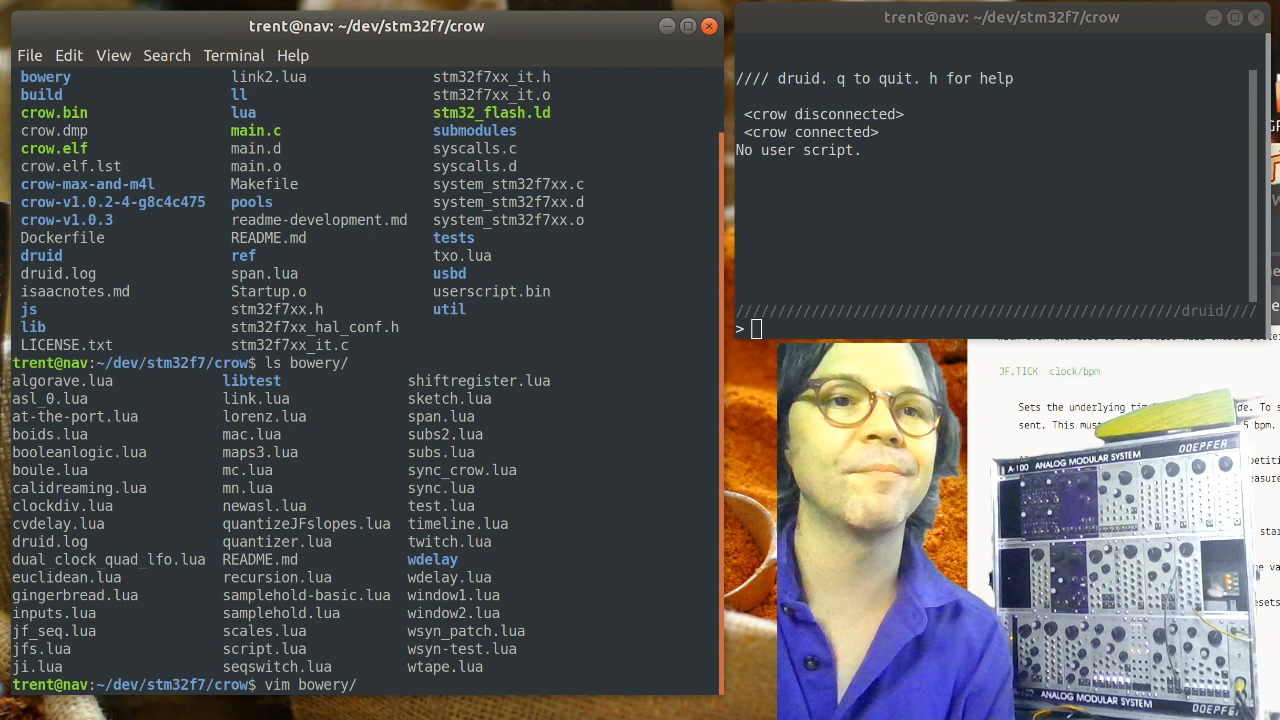 trent@nav: ~/dev/stm32f7/crow
File Edit View Search Terminal Help
bowery link2.lua stm32f7xx_it.h
build ll stm32f7xx_it.o
crow.bin lua stm32_flash.ld
crow.dmp main.c submodules
crow.elf main.d syscalls.c
crow.elf.lst main.o syscalls.d
crow-max-and-m4l Makefile system_stm32f7xx.c
crow-v1.0.2-4-g8c4c475 pools system_stm32f7xx.d
crow-v1.0.3 readme-development.md system_stm32f7xx.o
Dockerfile README.md tests
druid ref txo.lua
druid.log span.lua usbd
isaacnotes.md Startup.o userscript.bin
js stm32f7xx.h util
lib stm32f7xx_hal_conf.h
LICENSE.txt stm32f7xx_it.c
trent@nav:~/dev/stm32f7/crow$ ls bowery/
algorave.lua libtest shiftregister.lua
asl_0.lua link.lua sketch.lua
at-the-port.lua lorenz.lua span.lua
boids.lua mac.lua subs2.lua
booleanlogic.lua maps3.lua subs.lua
boule.lua mc.lua sync_crow.lua
calidreaming.lua mn.lua sync.lua
clockdiv.lua newasl.lua test.lua
cvdelay.lua quantizeJFslopes.lua timeline.lua
druid.log quantizer.lua twitch.lua
dual_clock_quad_lfo.lua README.md wdelay
euclidean.lua recursion.lua wdelay.lua
gingerbread.lua samplehold-basic.lua window1.lua
inputs.lua samplehold.lua window2.lua
jf_seq.lua scales.lua wsyn_patch.lua
jfs.lua script.lua wsyn-test.lua
ji.lua seqswitch.lua wtape.lua
trent@nav:~/dev/stm32f7/crow$ vim bowery/
trent@nav: ~/dev/stm32f7/crow
//// druid. q to quit. h for help
<crow disconnected>
<crow connected>
No user script.
/////////////////////////////////////////////////////druid////
>
JF.TICK clock/bpm
Sets the underlying de. To s
sent. This must 5 bpm.
A-100 ANALOG MODULAR SYSTEM DOEPFER
ANALOG MODULAR SYSTEM DOEPFER